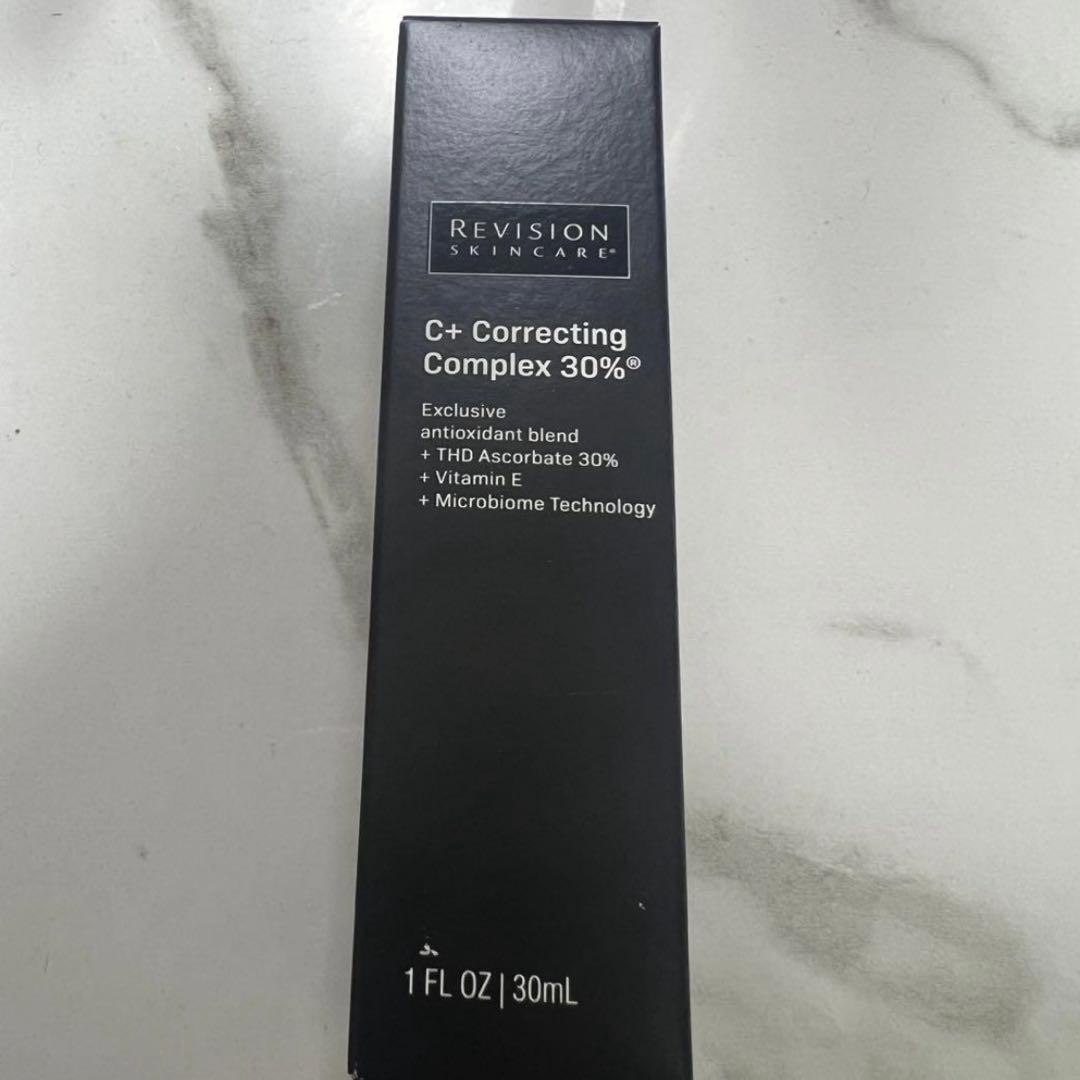 REVISION
SKINCARE®
C+ Correcting
Complex 30%®
Exclusive
antioxidant blend
+ THD Ascorbate 30%
+ Vitamin E
+ Microbiome Technology
1 FL OZ | 30mL